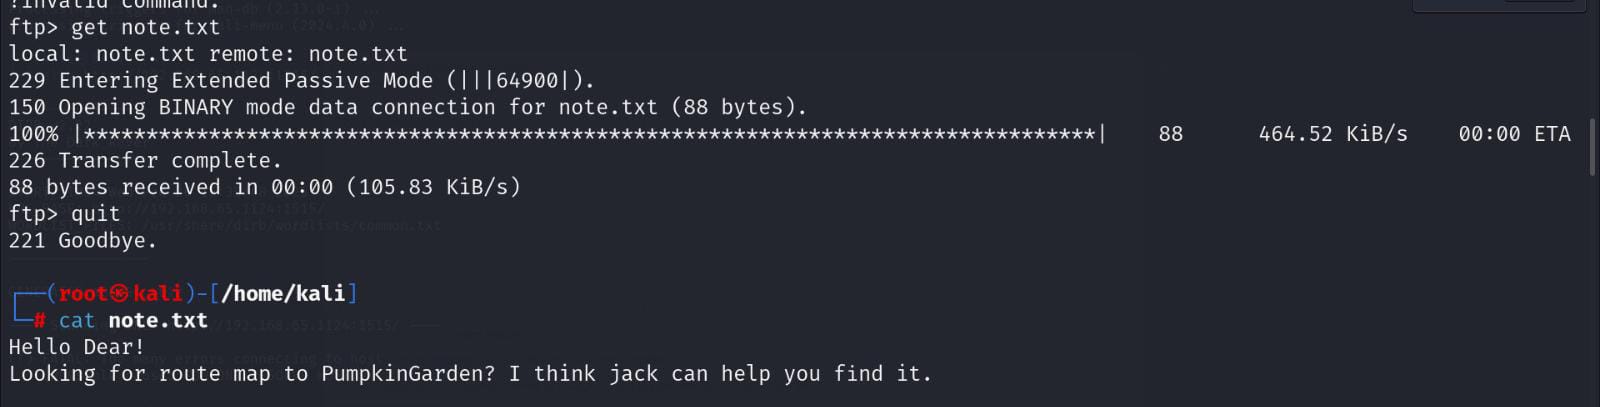 ?Invalid command.
ftp> get note.txt
local: note.txt remote: note.txt
229 Entering Extended Passive Mode (|||64900|).
150 Opening BINARY mode data connection for note.txt (88 bytes).
100% |*********************************************************************************|    88      464.52 KiB/s    00:00 ETA
226 Transfer complete.
88 bytes received in 00:00 (105.83 KiB/s)
ftp> quit
221 Goodbye.
┌──(root㉿kali)-[/home/kali]
└─# cat note.txt
Hello Dear!
Looking for route map to PumpkinGarden? I think jack can help you find it.